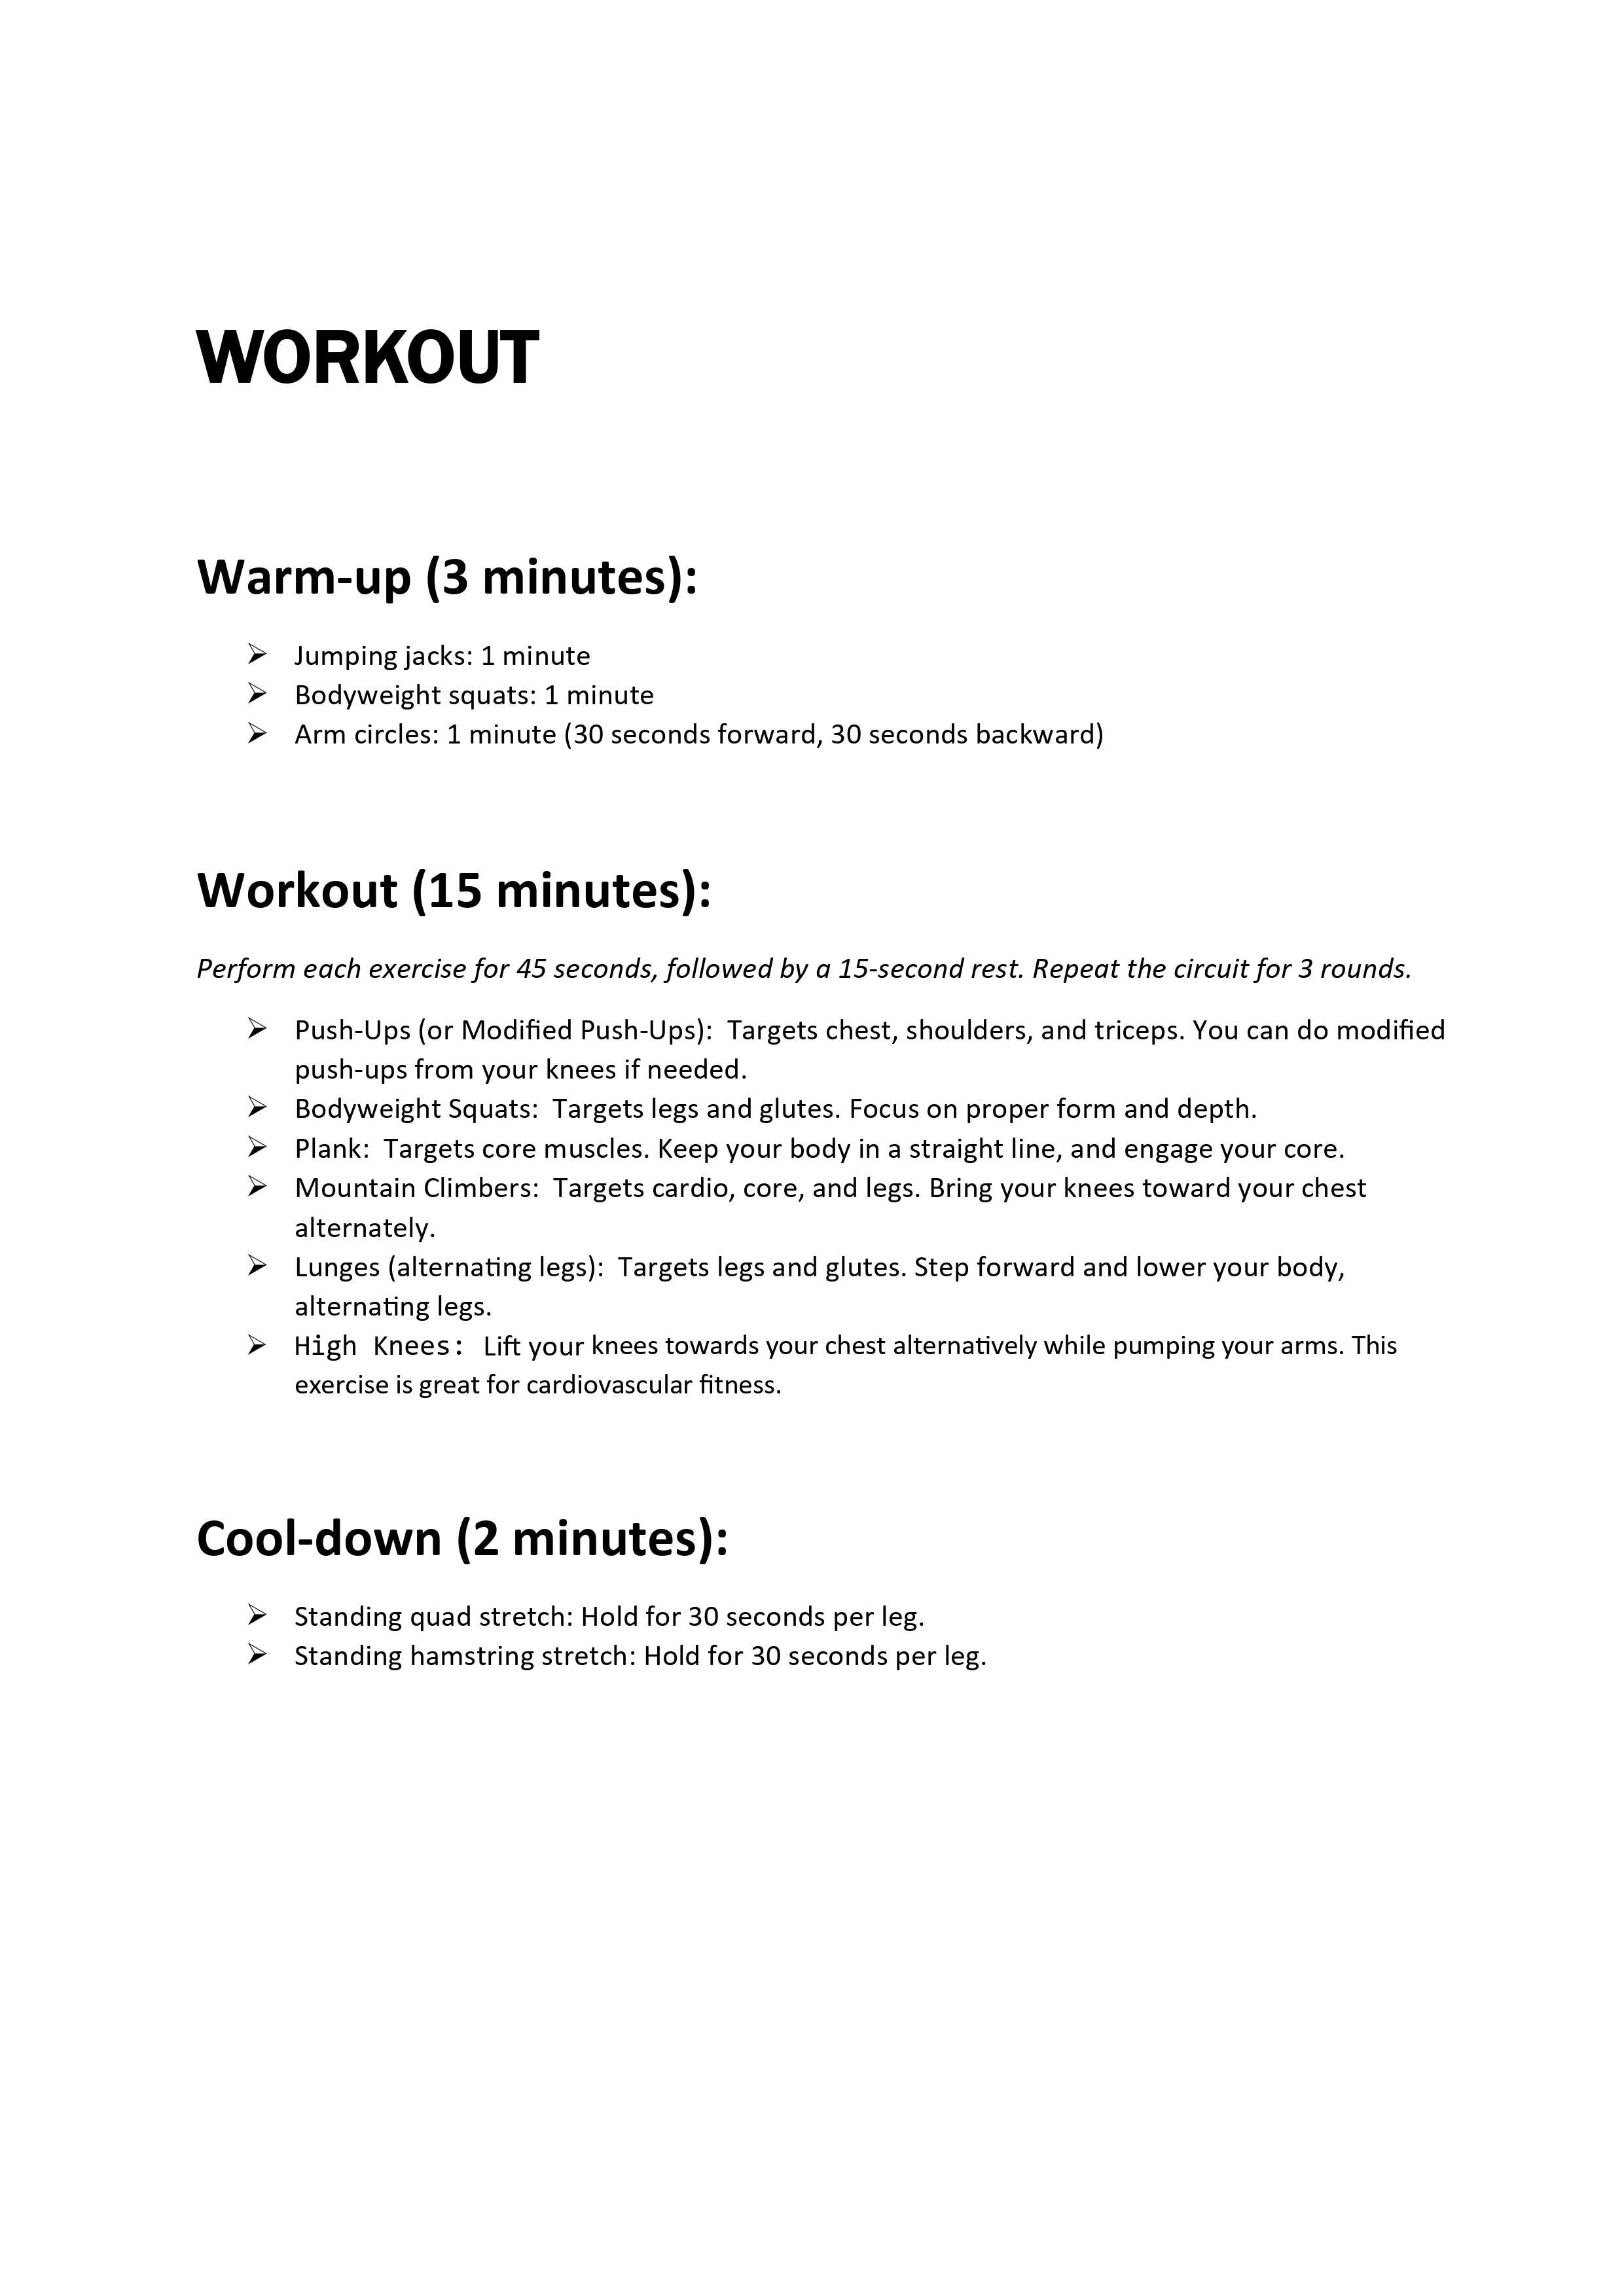 WORKOUT
Warm-up (3 minutes):
➢ Jumping jacks: 1 minute
➢ Bodyweight squats: 1 minute
➢ Arm circles: 1 minute (30 seconds forward, 30 seconds backward)
Workout (15 minutes):
Perform each exercise for 45 seconds, followed by a 15-second rest. Repeat the circuit for 3 rounds.
➢ Push-Ups (or Modified Push-Ups):  Targets chest, shoulders, and triceps. You can do modified
push-ups from your knees if needed.
➢ Bodyweight Squats:  Targets legs and glutes. Focus on proper form and depth.
➢ Plank:  Targets core muscles. Keep your body in a straight line, and engage your core.
➢ Mountain Climbers:  Targets cardio, core, and legs. Bring your knees toward your chest
alternately.
➢ Lunges (alternating legs):  Targets legs and glutes. Step forward and lower your body,
alternating legs.
➢ High Knees:  Lift your knees towards your chest alternatively while pumping your arms. This
exercise is great for cardiovascular fitness.
Cool-down (2 minutes):
➢ Standing quad stretch: Hold for 30 seconds per leg.
➢ Standing hamstring stretch: Hold for 30 seconds per leg.